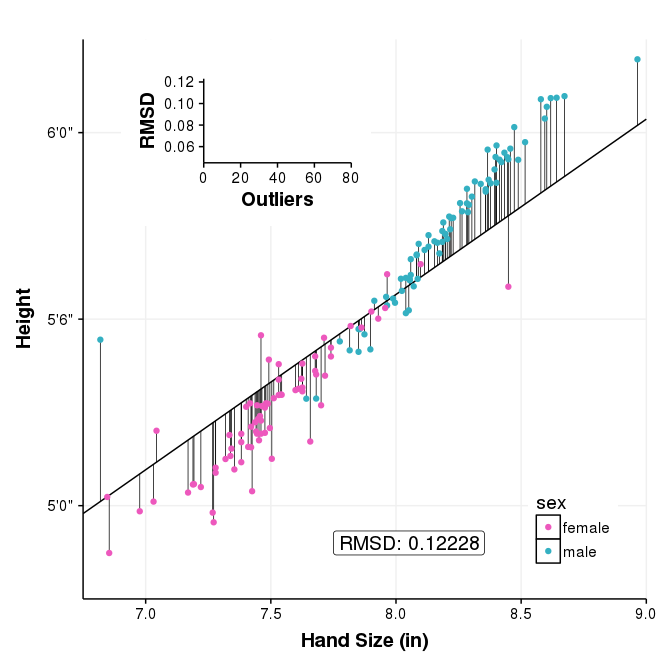 0.12
0.10
0.08
0.06
RMSD
0 20 40 60 80
Outliers
6'0"
5'6"
5'0"
Height
sex
female
male
RMSD: 0.12228
7.0 7.5 8.0 8.5 9.0
Hand Size (in)